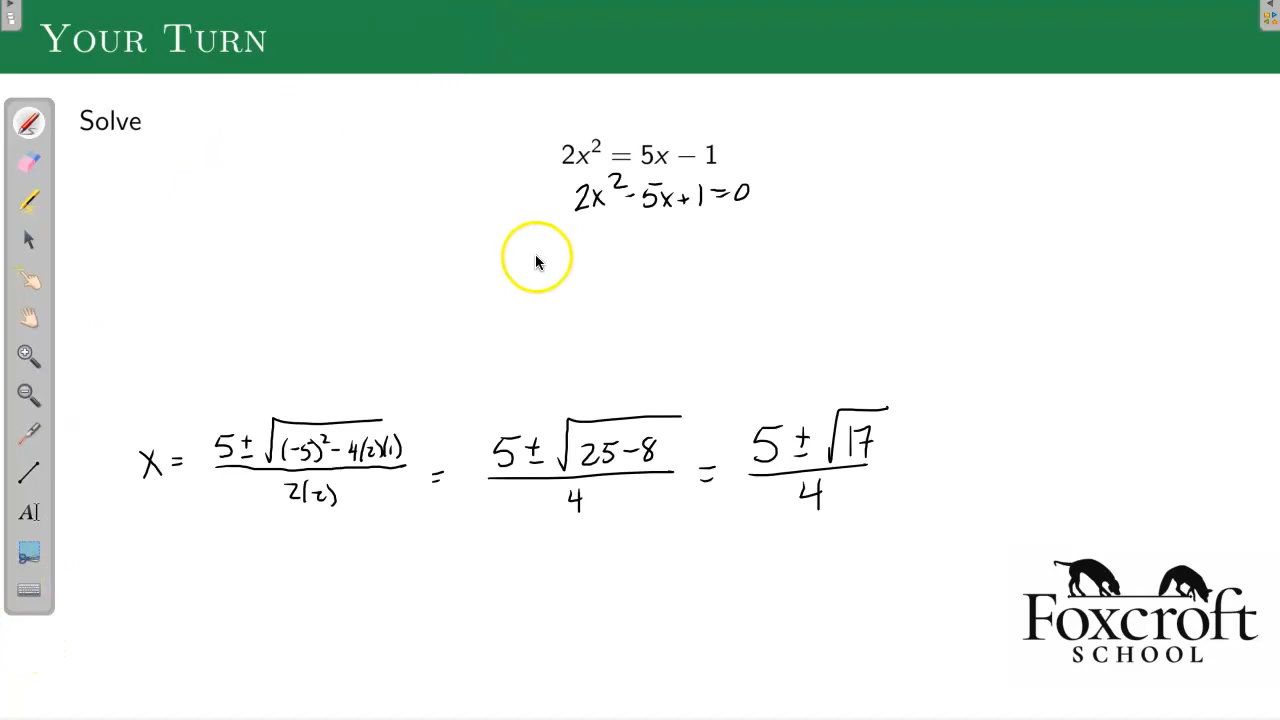 YOUR TURN
Solve
2x² = 5x − 1
2x² - 5x + 1 = 0
x = 5 ± √(-5)² - 4(2)(1) / 2(2) = 5 ± √25 - 8 / 4 = 5 ± √17 / 4
AI
Foxcroft
SCHOOL